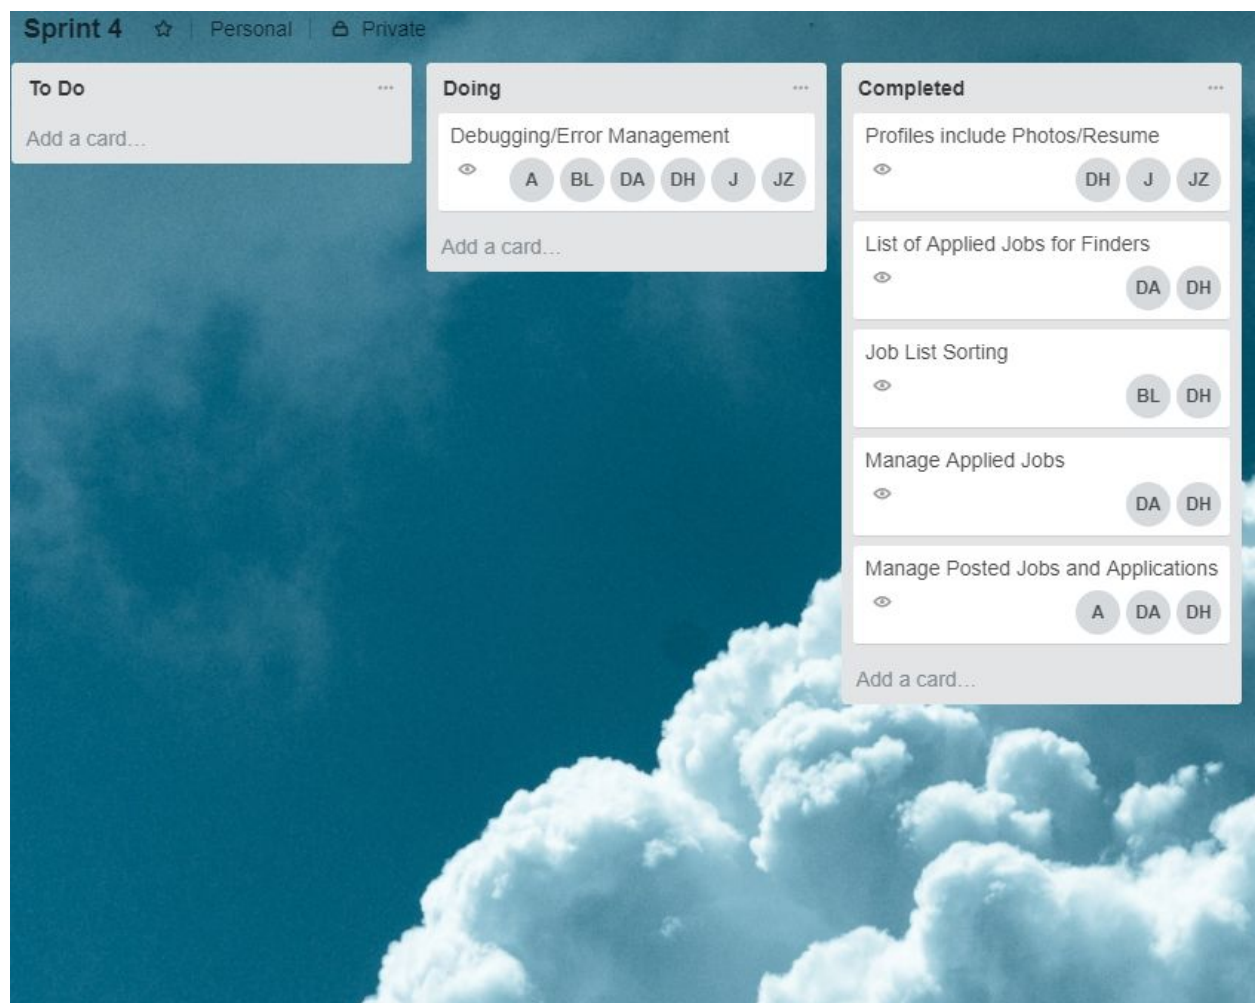 Sprint 4 Personal Private
To Do
Add a card...
Doing
Debugging/Error Management
A BL DA DH J JZ
Add a card...
Completed
Profiles include Photos/Resume
DH J JZ
List of Applied Jobs for Finders
DA DH
Job List Sorting
BL DH
Manage Applied Jobs
DA DH
Manage Posted Jobs and Applications
A DA DH
Add a card...